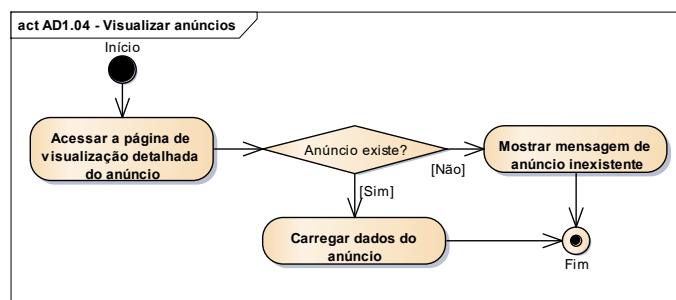 act AD1.04 - Visualizar anúncios
Início
Acessar a página de
visualização detalhada
do anúncio
Anúncio existe?
[Não]
Mostrar mensagem de
anúncio inexistente
[Sim]
Carregar dados do
anúncio
Fim